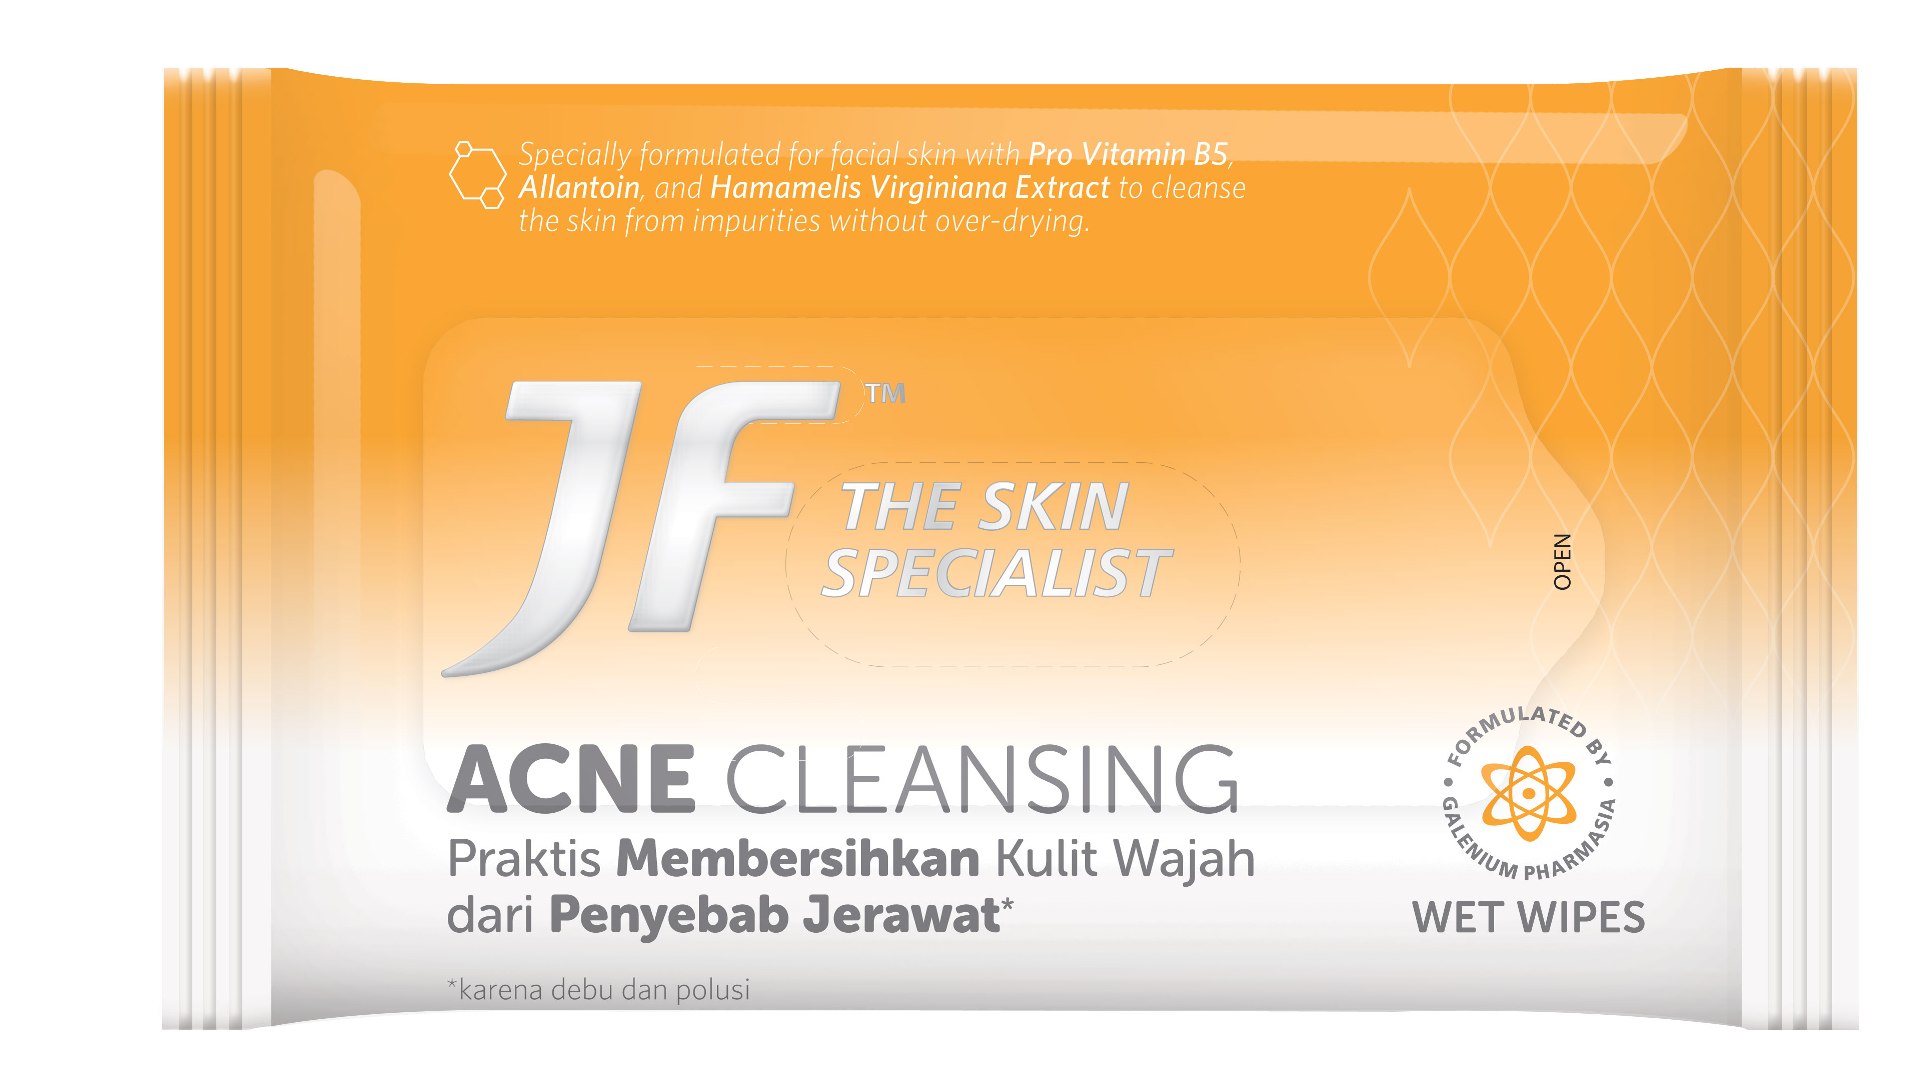 Specially formulated for facial skin with Pro Vitamin B5,
Allantoin, and Hamamelis Virginiana Extract to cleanse
the skin from impurities without over-drying.
JF™
THE SKIN
SPECIALIST
OPEN
ACNE CLEANSING
Praktis Membersihkan Kulit Wajah
dari Penyebab Jerawat*
*karena debu dan polusi
• FORMULATED BY •
GALENIUM PHARMASIA
WET WIPES